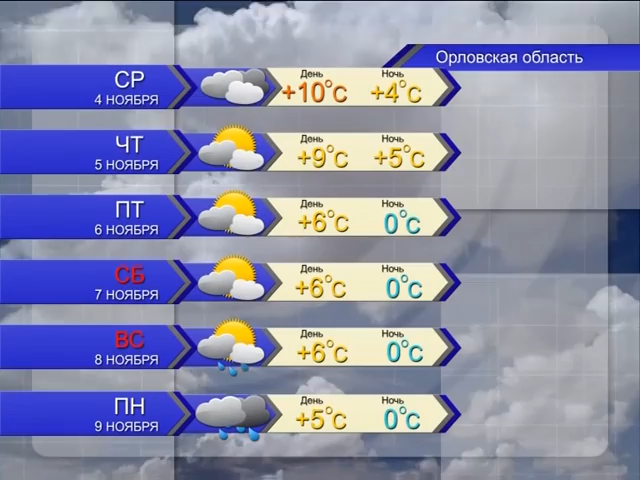 Орловская область
СР
4 НОЯБРЯ
День Ночь
+10°C +4°C
ЧТ
5 НОЯБРЯ
День Ночь
+9°C +5°C
ПТ
6 НОЯБРЯ
День Ночь
+6°C 0°C
СБ
7 НОЯБРЯ
День Ночь
+6°C 0°C
ВС
8 НОЯБРЯ
День Ночь
+6°C 0°C
ПН
9 НОЯБРЯ
День Ночь
+5°C 0°C